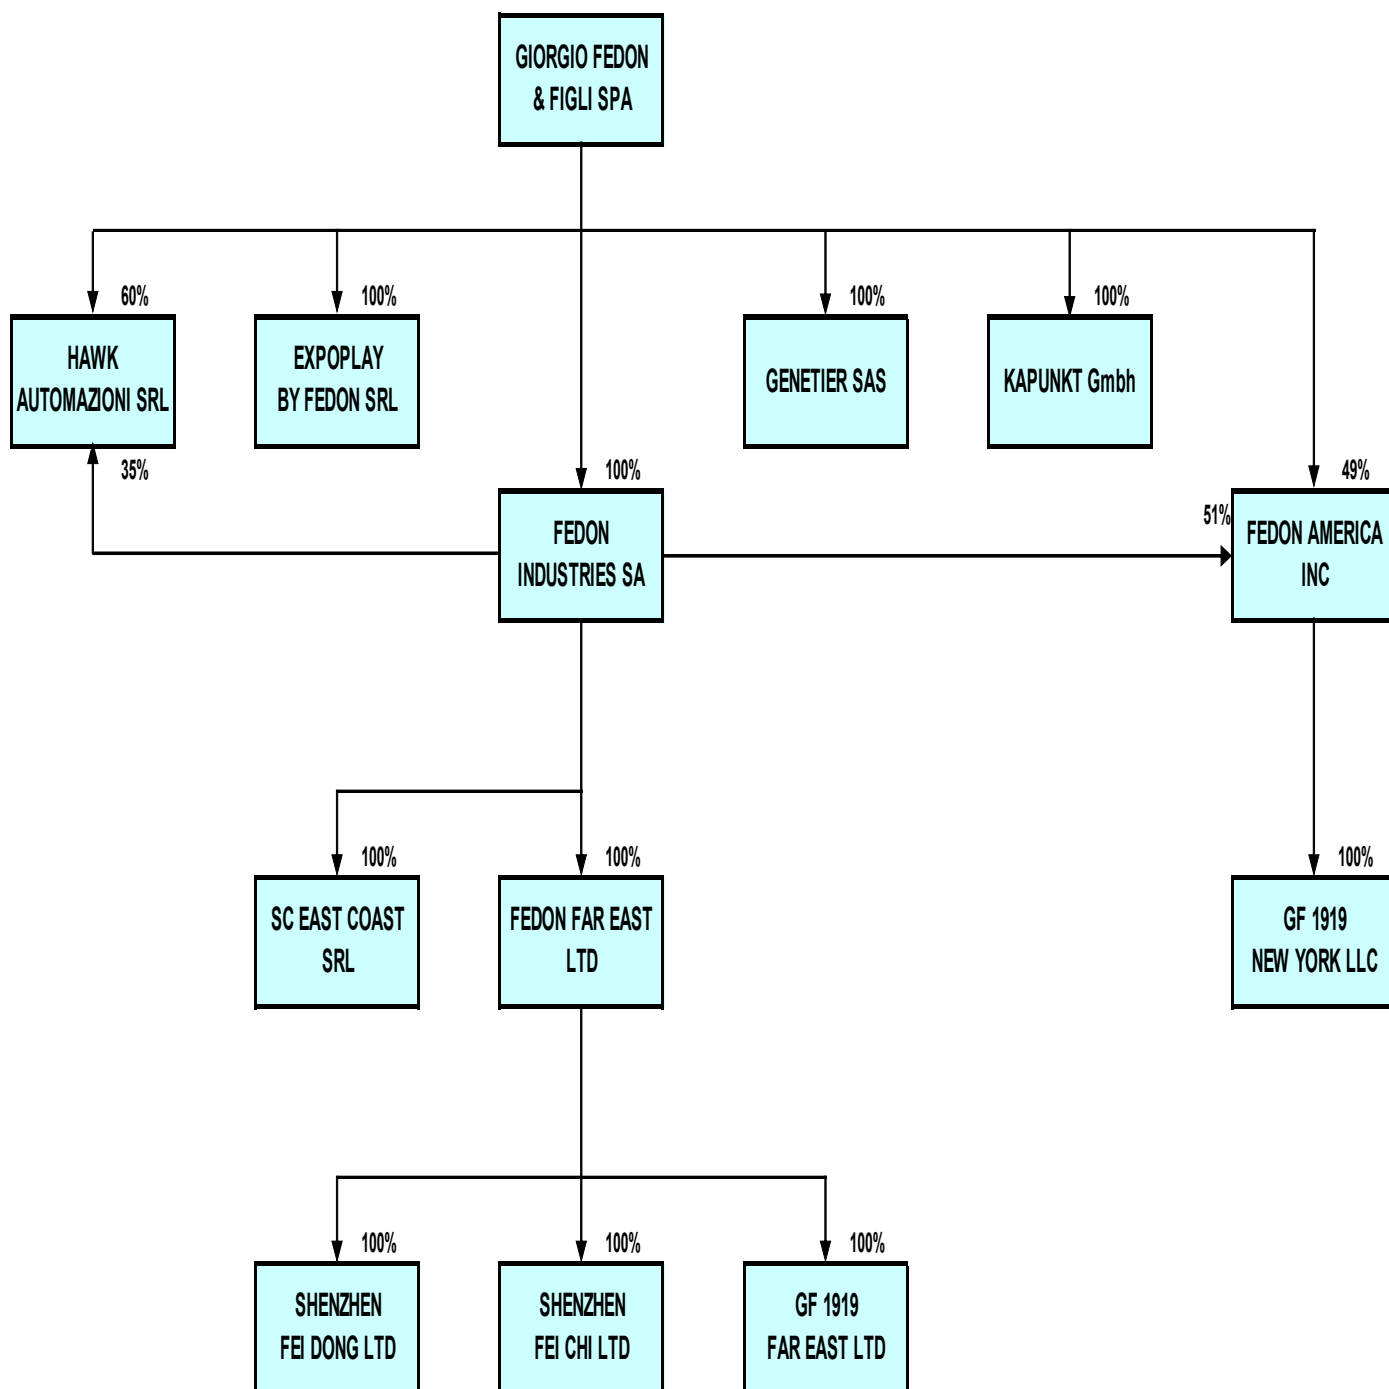 GIORGIO FEDON
& FIGLI SPA
60%
100%
100%
100%
HAWK
AUTOMAZIONI SRL
EXPOPLAY
BY FEDON SRL
GENETIER SAS
KAPUNKT Gmbh
35%
100%
49%
51%
FEDON
INDUSTRIES SA
FEDON AMERICA
INC
100%
100%
100%
SC EAST COAST
SRL
FEDON FAR EAST
LTD
GF 1919
NEW YORK LLC
100%
100%
100%
SHENZHEN
FEI DONG LTD
SHENZHEN
FEI CHI LTD
GF 1919
FAR EAST LTD